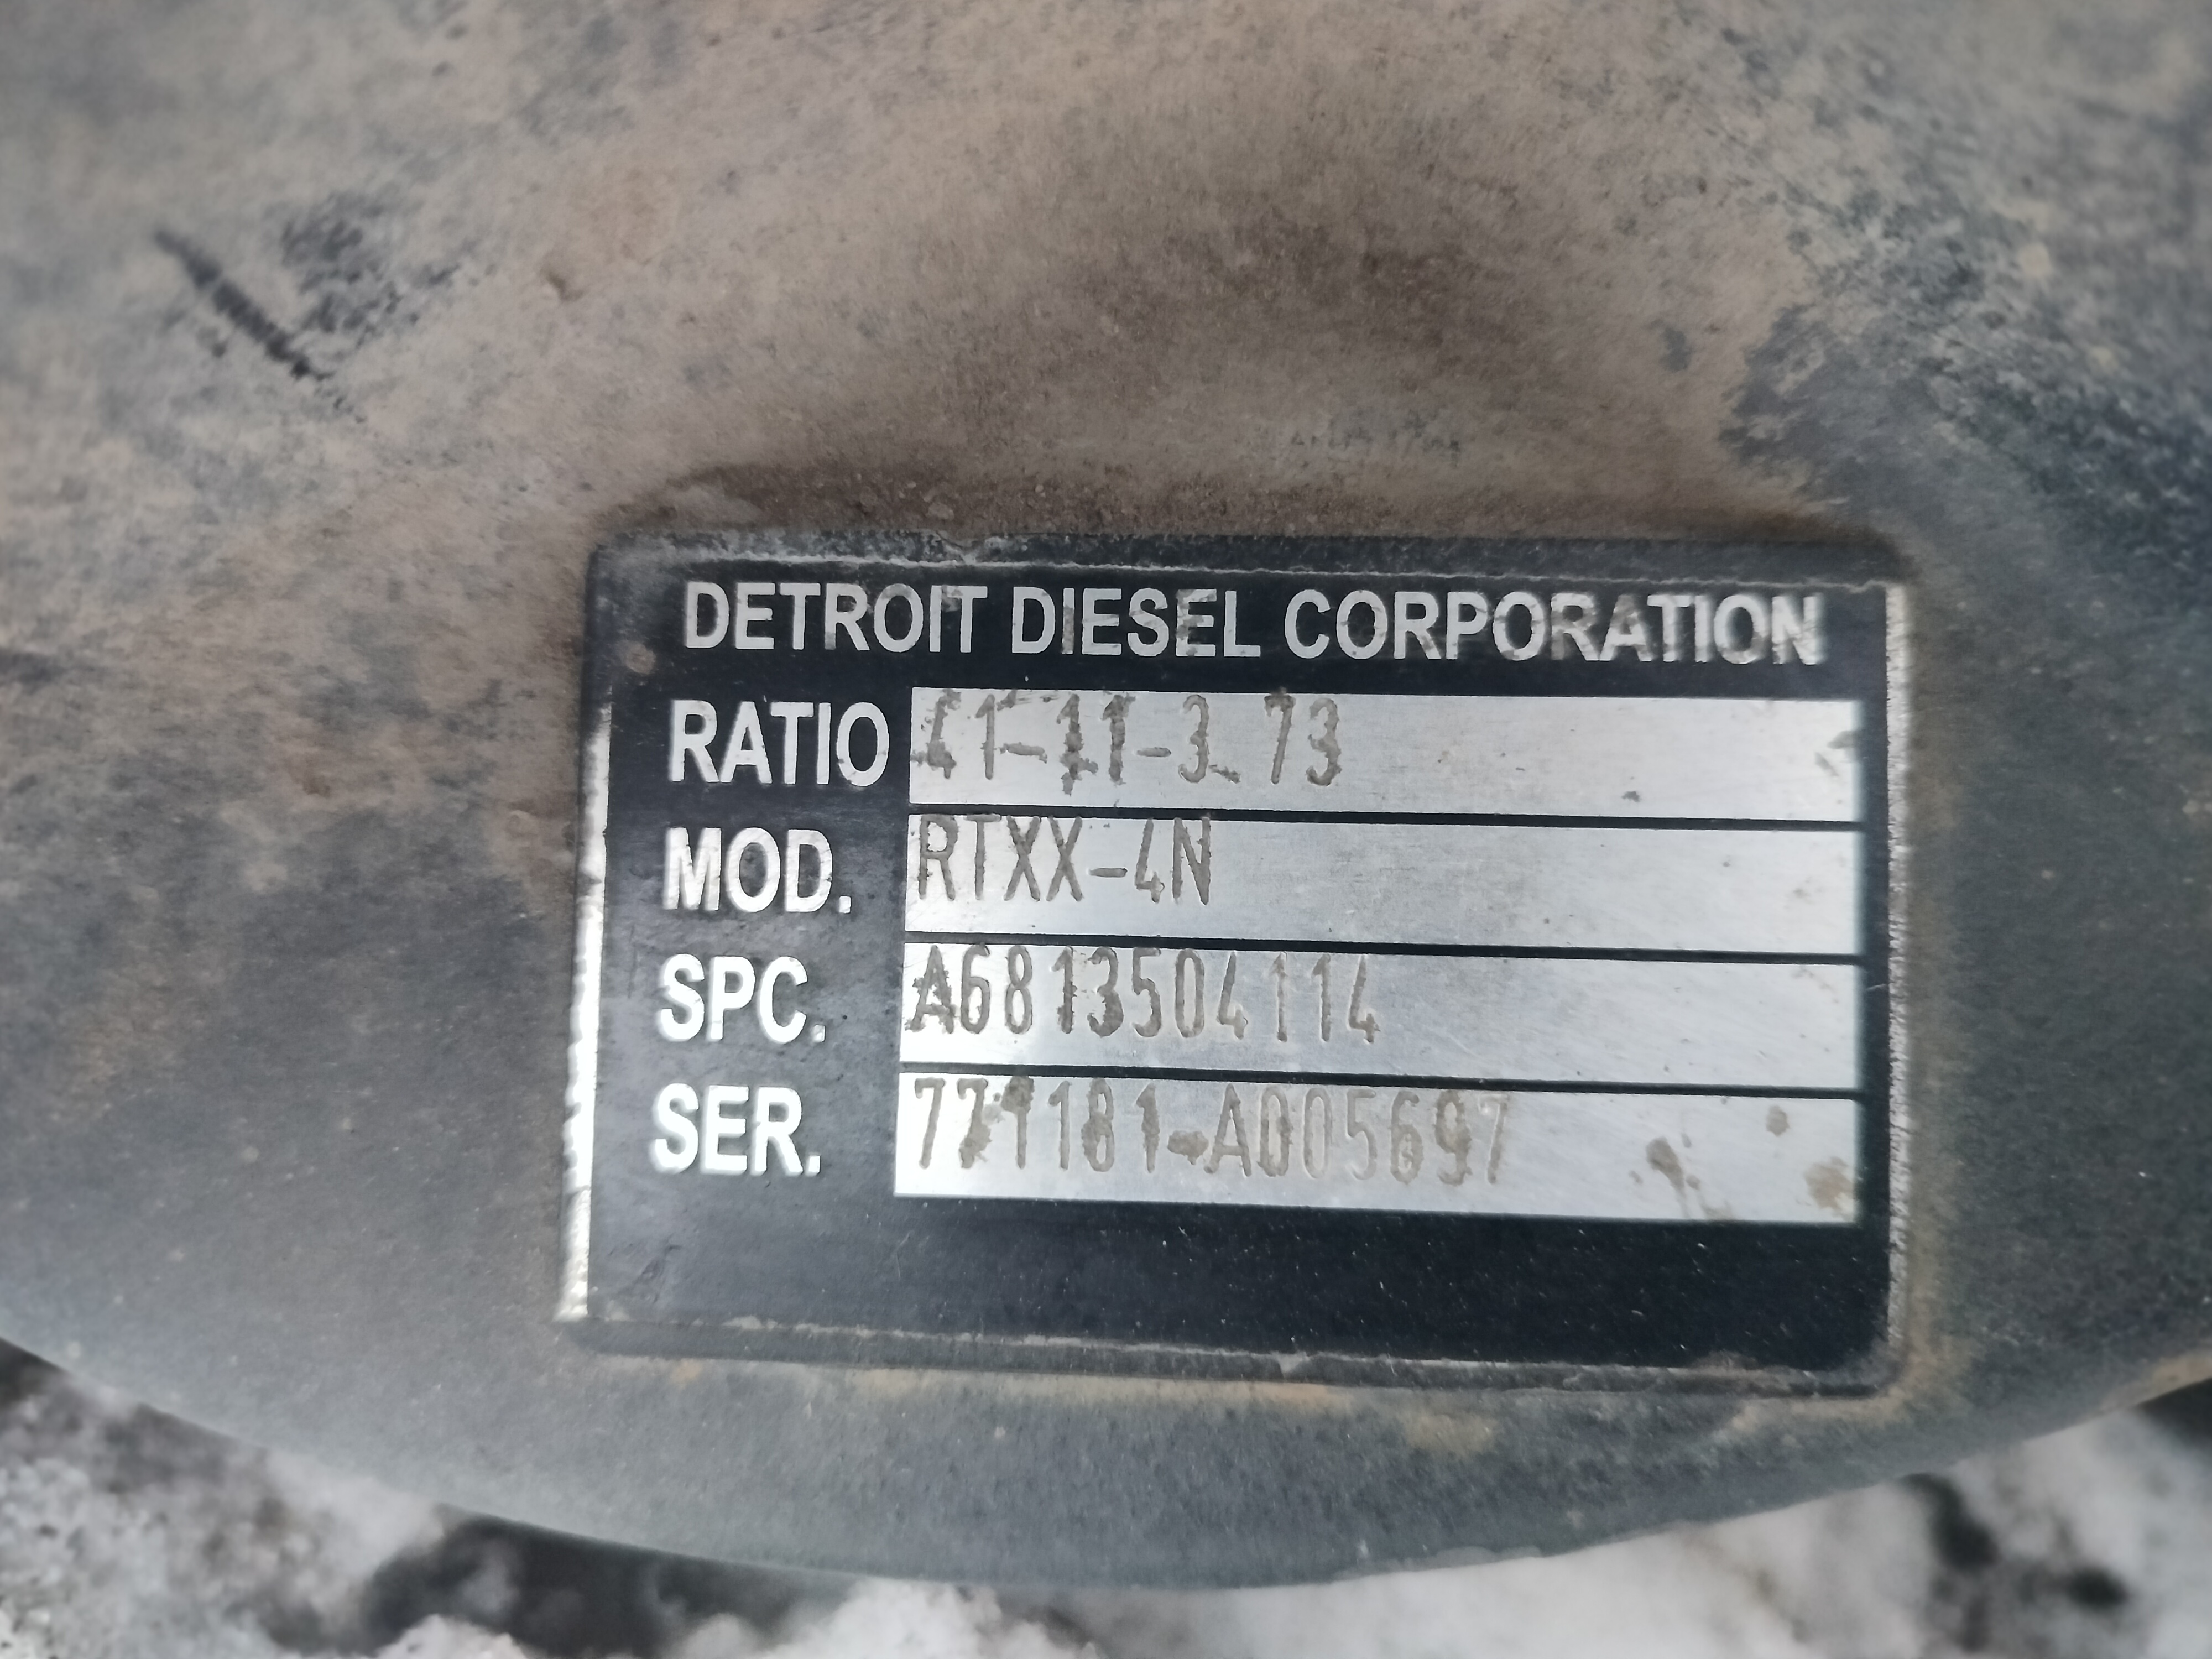 DETROIT DIESEL CORPORATION
RATIO 41-11-3.73
MOD. RTXX-4N
SPC. A6813504114
SER. 771181-A005697